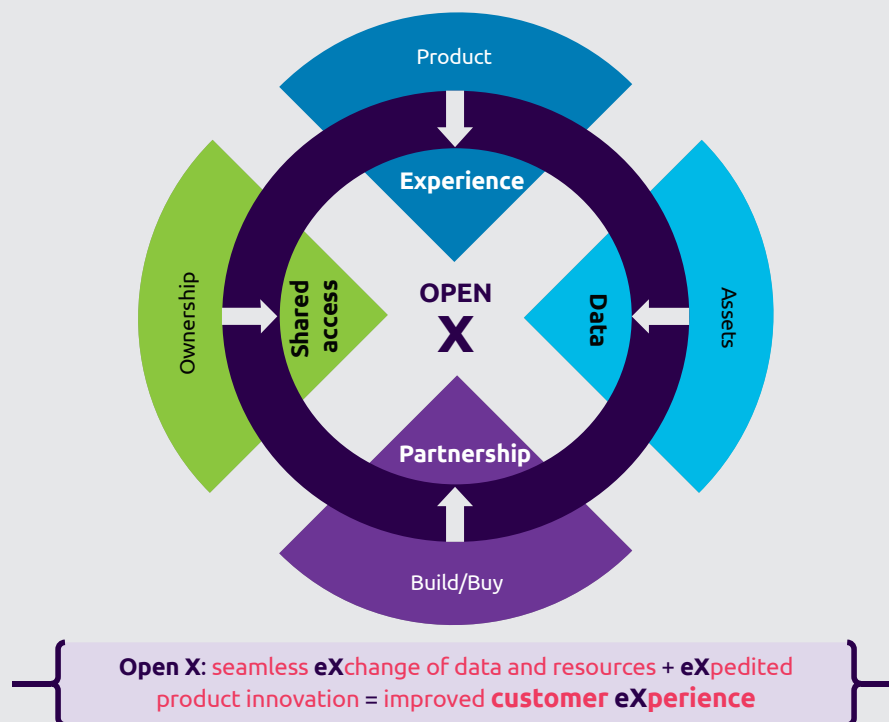 Product
Experience
Ownership
Shared
access
OPEN
X
Data
Assets
Partnership
Build/Buy
Open X: seamless eXchange of data and resources + eXpedited
product innovation = improved customer eXperience